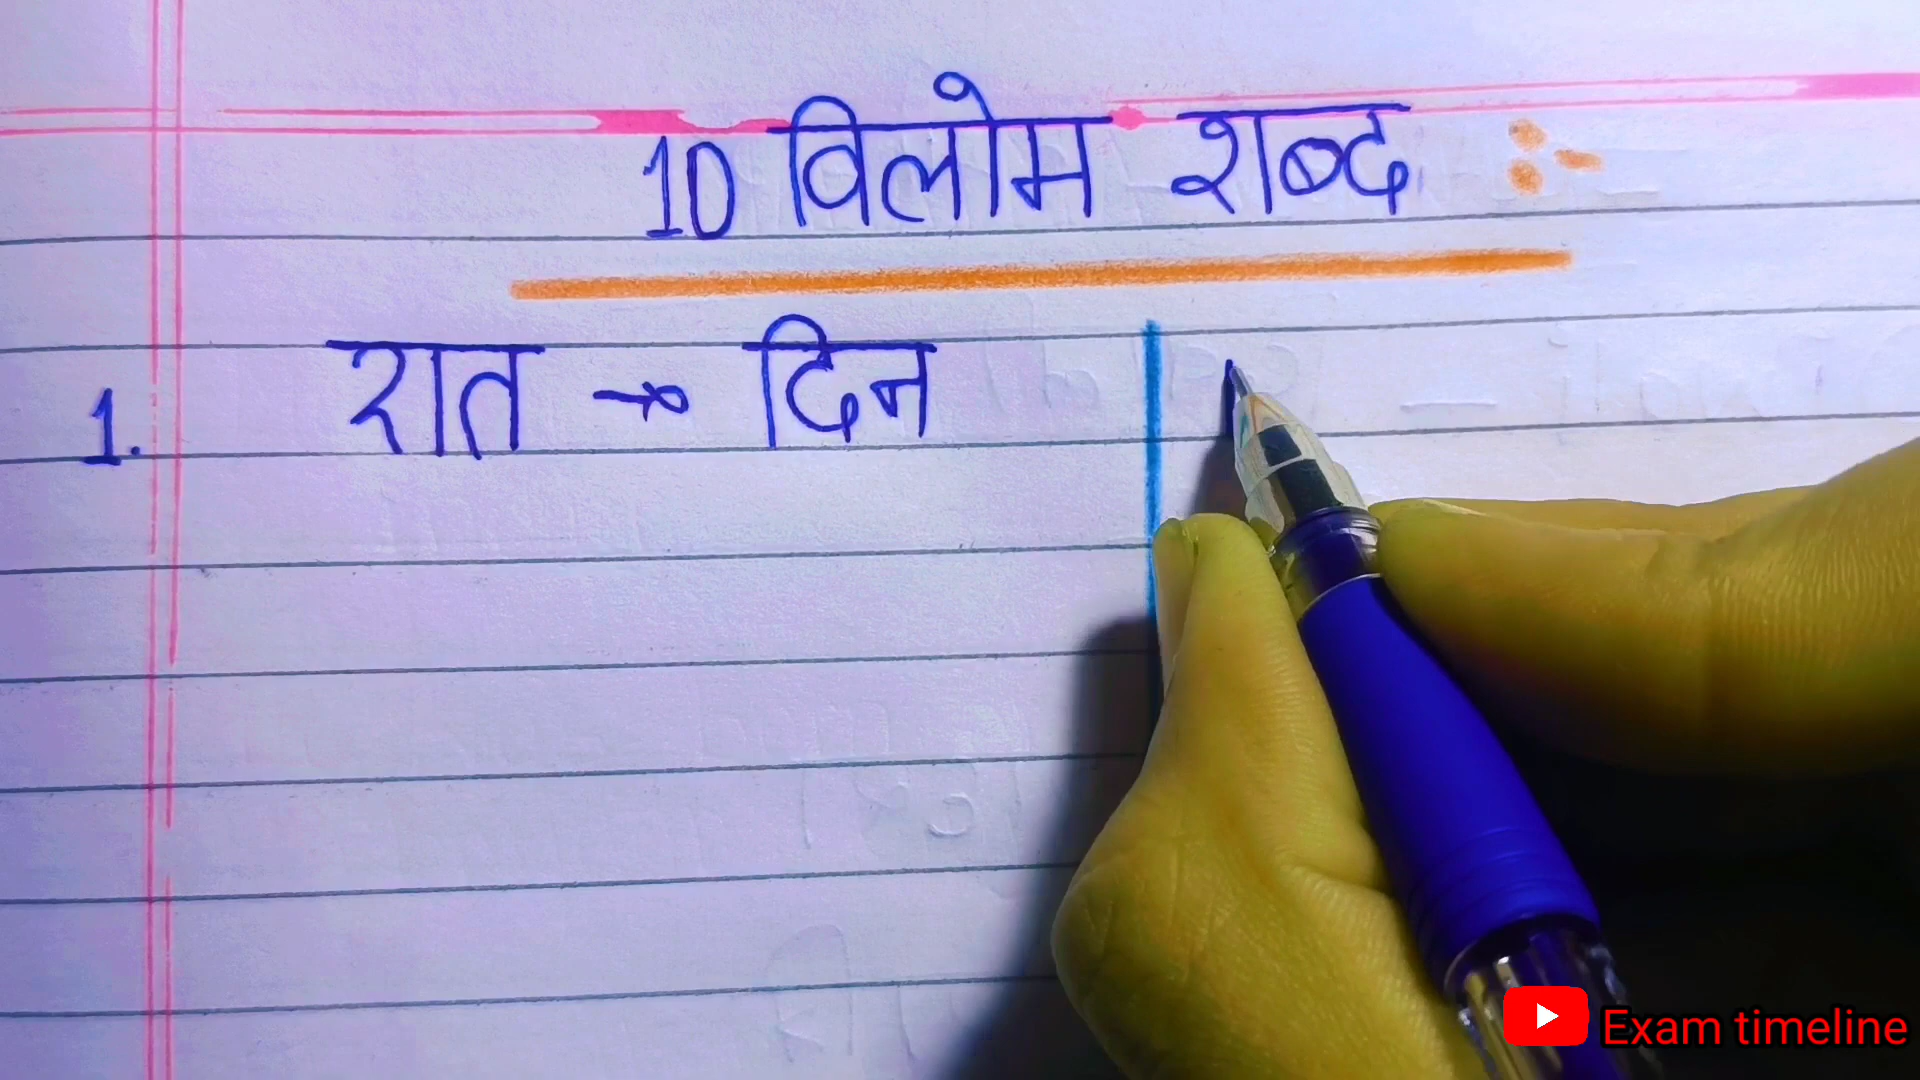 10 विलोम शब्द :-
1. रात → दिन
Exam timeline